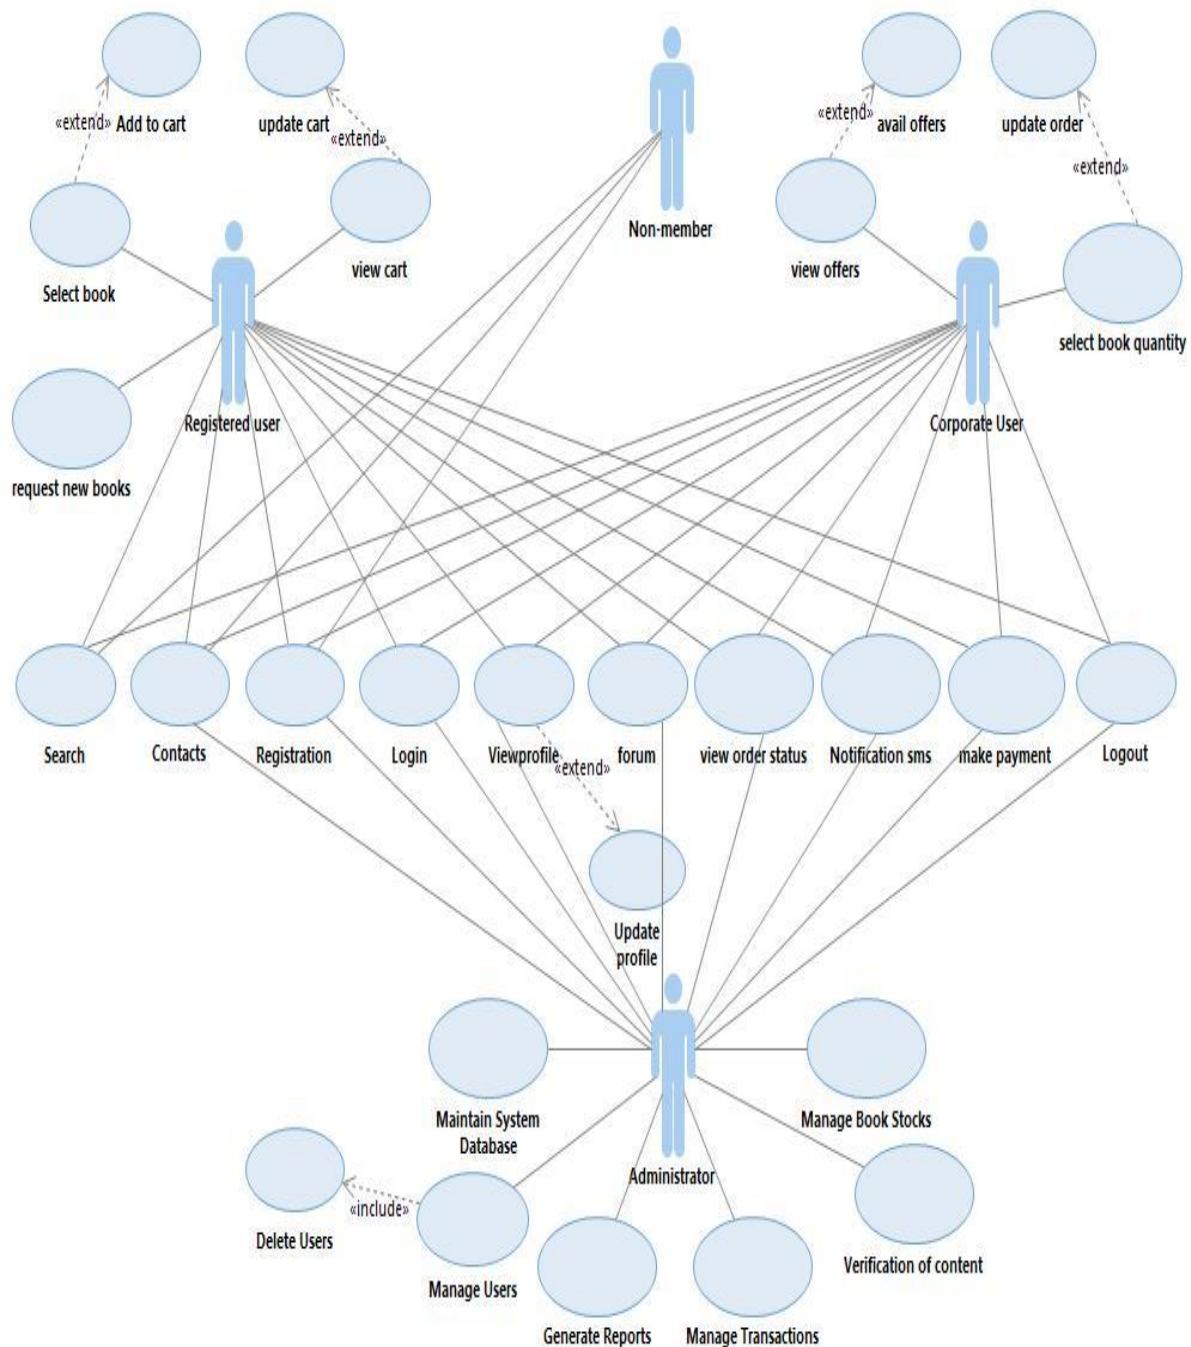 «extend»
Add to cart
update cart
«extend»
«extend»
avail offers
update order
«extend»
Non-member
Select book
view cart
view offers
select book quantity
Registered user
Corporate User
request new books
Search
Contacts
Registration
Login
Viewprofile
forum
view order status
Notification sms
make payment
Logout
«extend»
Update
profile
Maintain System
Database
Manage Book Stocks
Administrator
«include»
Delete Users
Manage Users
Verification of content
Generate Reports
Manage Transactions